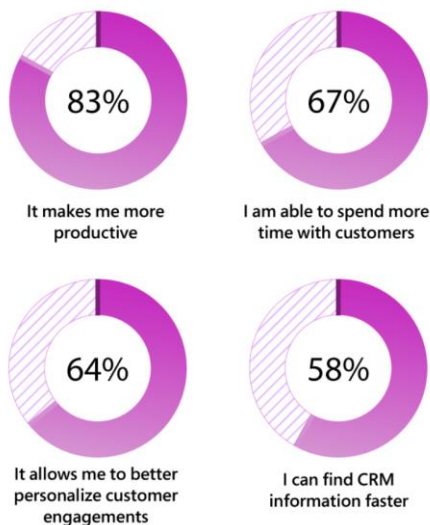 83%
It makes me more
productive
67%
I am able to spend more
time with customers
64%
It allows me to better
personalize customer
engagements
58%
I can find CRM
information faster